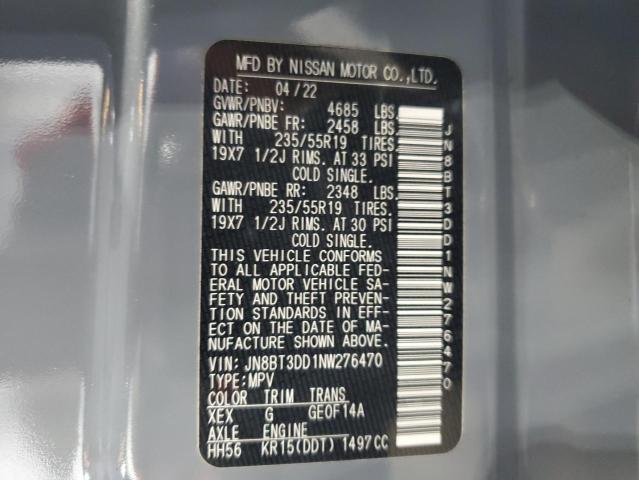 MFD BY NISSAN MOTOR CO.,LTD.
DATE: 04/22
GVWR/PNBV: 4685 LBS.
GAWR/PNBE FR: 2458 LBS.
WITH 235/55R19 TIRES.
19X7 1/2J RIMS. AT 33 PSI
COLD SINGLE.
GAWR/PNBE RR: 2348 LBS.
WITH 235/55R19 TIRES.
19X7 1/2J RIMS. AT 30 PSI
COLD SINGLE.
THIS VEHICLE CONFORMS
TO ALL APPLICABLE FED-
ERAL MOTOR VEHICLE SA-
FETY AND THEFT PREVEN-
TION STANDARDS IN EFF-
ECT ON THE DATE OF MA-
NUFACTURE SHOWN ABOVE.
VIN: JN8BT3DD1NW276470
TYPE: MPV
COLOR TRIM TRANS
XEX G GE0F14A
AXLE ENGINE
HH56 KR15(DDT) 1497CC
JN8BT3DD1NW276470